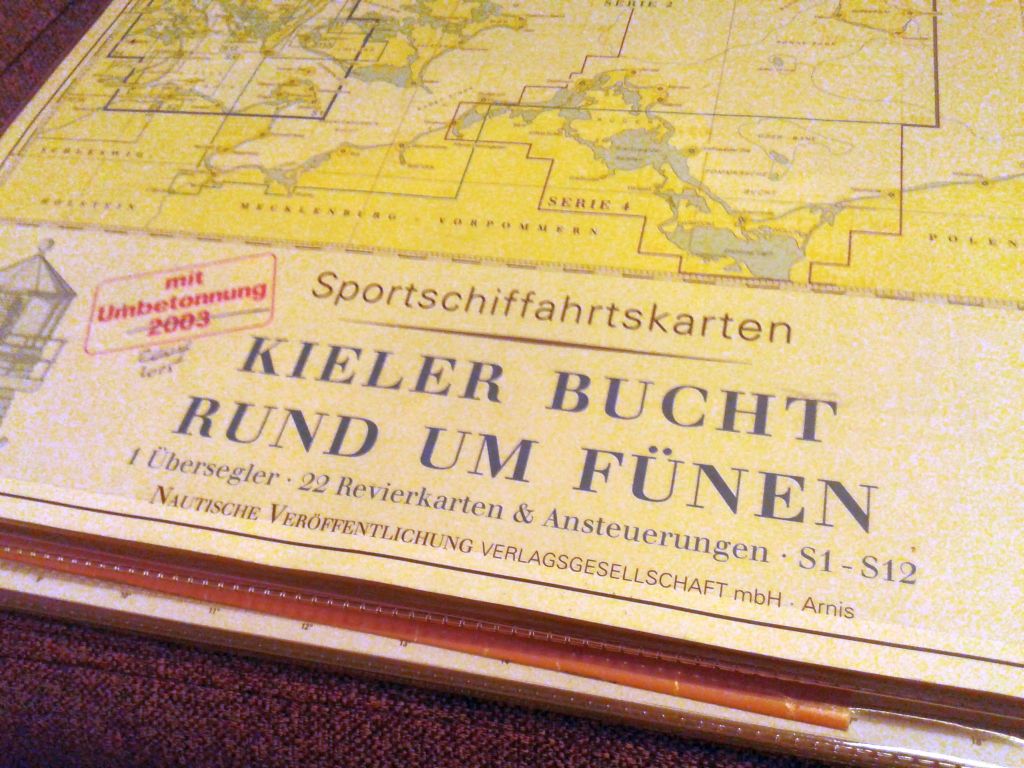 SERIE 2
SCHLESWIG
HOLSTEIN
MECKLENBURG - VORPOMMERN
SERIE 4
POLEN
mit
Umbetonnung
2003
Sportschiffahrtskarten
KIELER BUCHT
RUND UM FÜNEN
1 Übersegler · 22 Revierkarten & Ansteuerungen · S1 - S12
NAUTISCHE VERÖFFENTLICHUNG VERLAGSGESELLSCHAFT mbH · Arnis